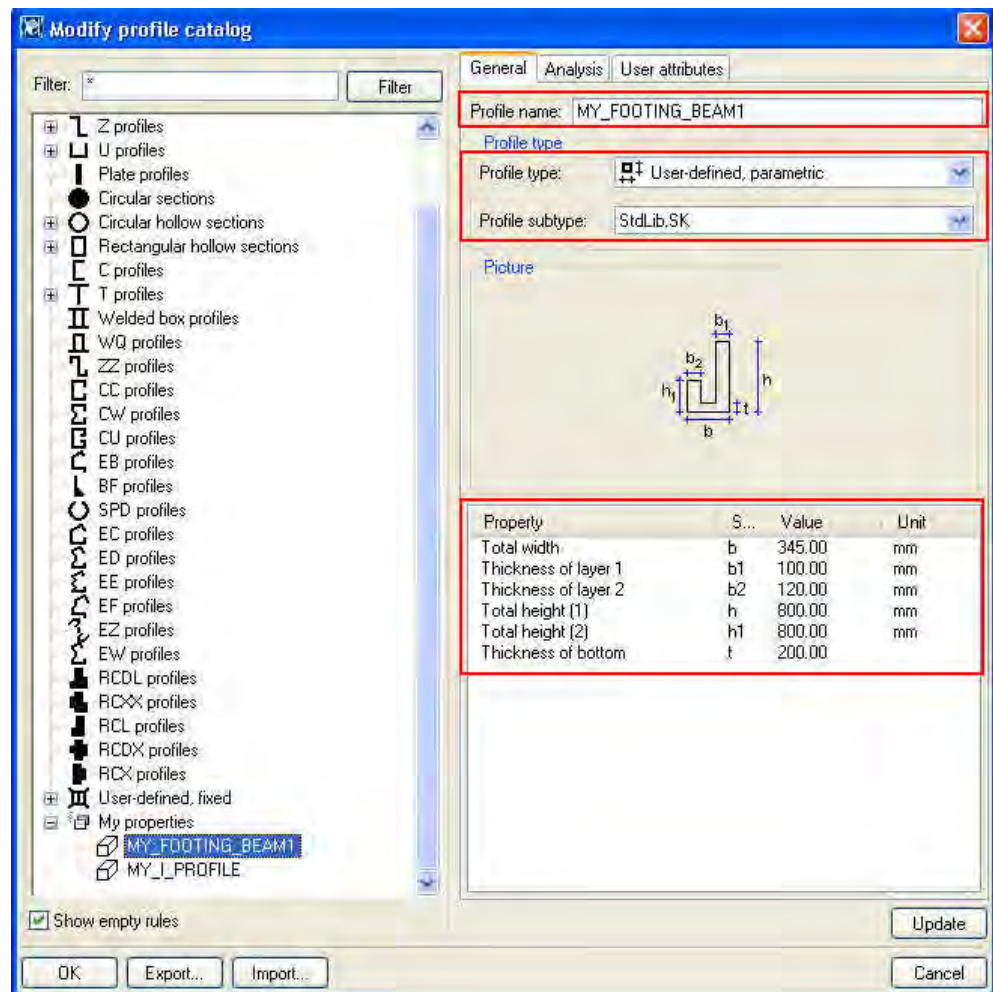 Modify profile catalog
Filter: * Filter
Z profiles
U profiles
Plate profiles
Circular sections
Circular hollow sections
Rectangular hollow sections
C profiles
T profiles
Welded box profiles
WQ profiles
ZZ profiles
CC profiles
CW profiles
CU profiles
EB profiles
BF profiles
SPD profiles
EC profiles
ED profiles
EE profiles
EF profiles
EZ profiles
EW profiles
RCDL profiles
RCXX profiles
RCL profiles
RCDX profiles
RCX profiles
User-defined, fixed
My properties
MY_FOOTING_BEAM1
MY_I_PROFILE
Show empty rules
OK Export... Import...
General Analysis User attributes
Profile name: MY_FOOTING_BEAM1
Profile type
Profile type: User-defined, parametric
Profile subtype: StdLib.SK
Picture
b1
b2
h
h1
t
b
Property S... Value Unit
Total width b 345.00 mm
Thickness of layer 1 b1 100.00 mm
Thickness of layer 2 b2 120.00 mm
Total height (1) h 800.00 mm
Total height (2) h1 800.00 mm
Thickness of bottom t 200.00
Update
Cancel